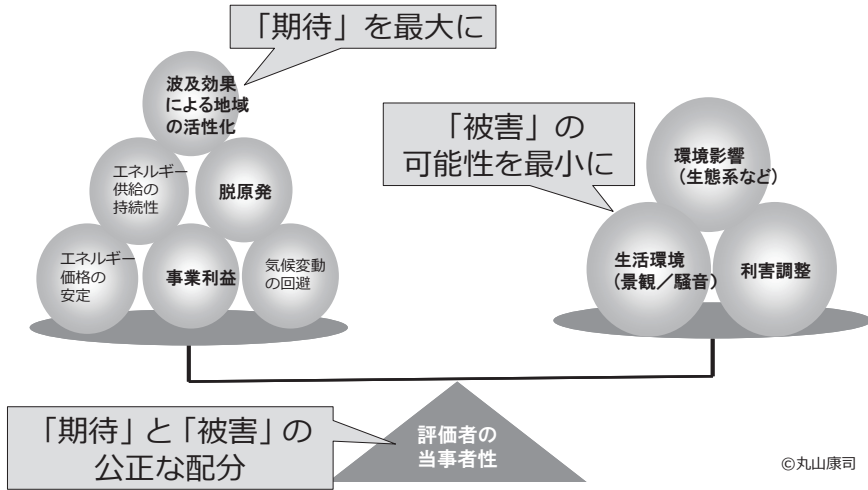 「期待」を最大に
波及効果
による地域
の活性化
エネルギー
供給の
持続性
脱原発
エネルギー
価格の
安定
事業利益
気候変動
の回避
「被害」の
可能性を最小に
環境影響
（生態系など）
生活環境
（景観／騒音）
利害調整
「期待」と「被害」の
公正な配分
評価者の
当事者性
©丸山康司